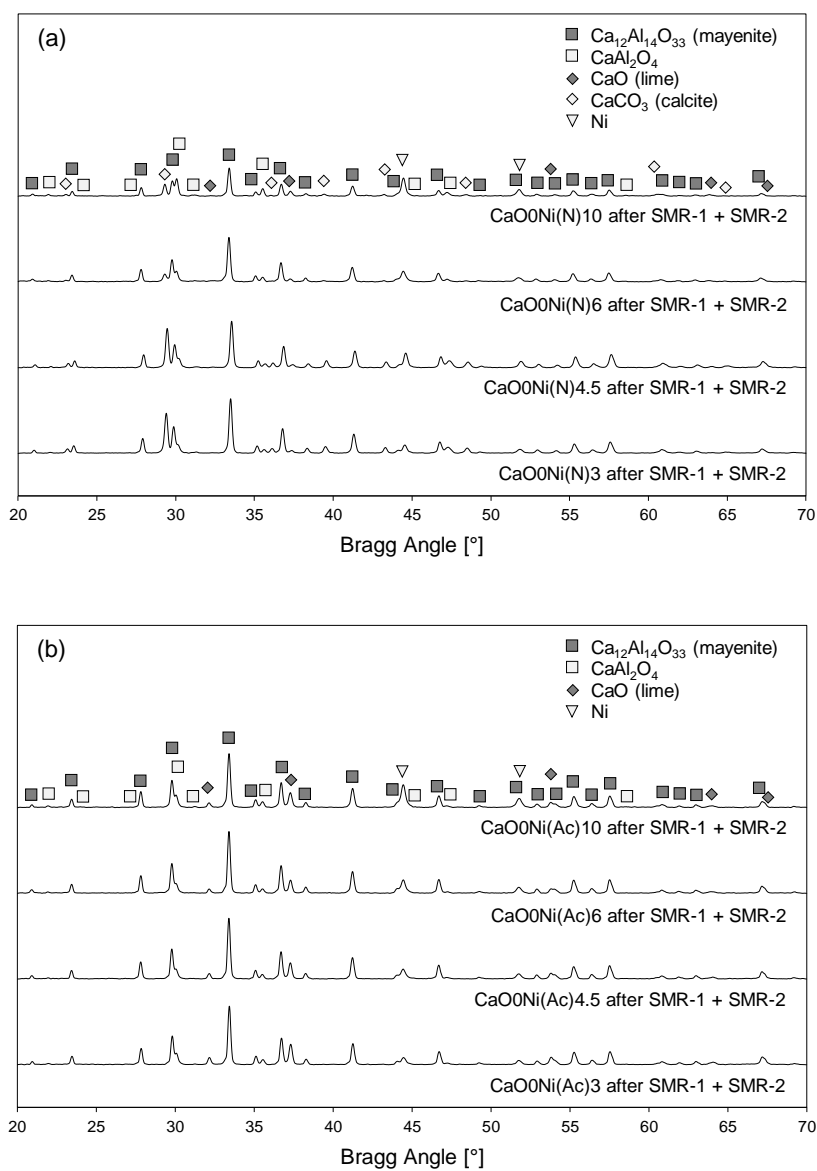 (a)
Ca₁₂Al₁₄O₃₃ (mayenite)
CaAl₂O₄
CaO (lime)
CaCO₃ (calcite)
Ni
CaO0Ni(N)10 after SMR-1 + SMR-2
CaO0Ni(N)6 after SMR-1 + SMR-2
CaO0Ni(N)4.5 after SMR-1 + SMR-2
CaO0Ni(N)3 after SMR-1 + SMR-2
20 25 30 35 40 45 50 55 60 65 70
Bragg Angle [°]
(b)
Ca₁₂Al₁₄O₃₃ (mayenite)
CaAl₂O₄
CaO (lime)
Ni
CaO0Ni(Ac)10 after SMR-1 + SMR-2
CaO0Ni(Ac)6 after SMR-1 + SMR-2
CaO0Ni(Ac)4.5 after SMR-1 + SMR-2
CaO0Ni(Ac)3 after SMR-1 + SMR-2
20 25 30 35 40 45 50 55 60 65 70
Bragg Angle [°]